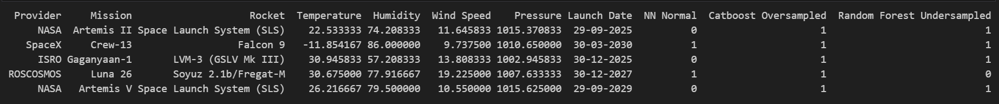 Provider Mission Rocket Temperature Humidity Wind Speed Pressure Launch Date NN Normal Catboost Oversampled Random Forest Undersampled
NASA Artemis II Space Launch System (SLS) 22.533333 74.208333 11.645833 1015.370833 29-09-2025 0 1 1
SpaceX Crew-13 Falcon 9 -11.854167 86.000000 9.737500 1010.650000 30-03-2030 1 1 1
ISRO Gaganyaan-1 LVM-3 (GSLV Mk III) 30.945833 57.208333 13.808333 1002.945833 30-12-2025 0 1 1
ROSCOSMOS Luna 26 Soyuz 2.1b/Fregat-M 30.675000 77.916667 19.225000 1007.633333 30-12-2027 1 1 0
NASA Artemis V Space Launch System (SLS) 26.216667 79.500000 10.550000 1015.625000 29-09-2029 0 1 1